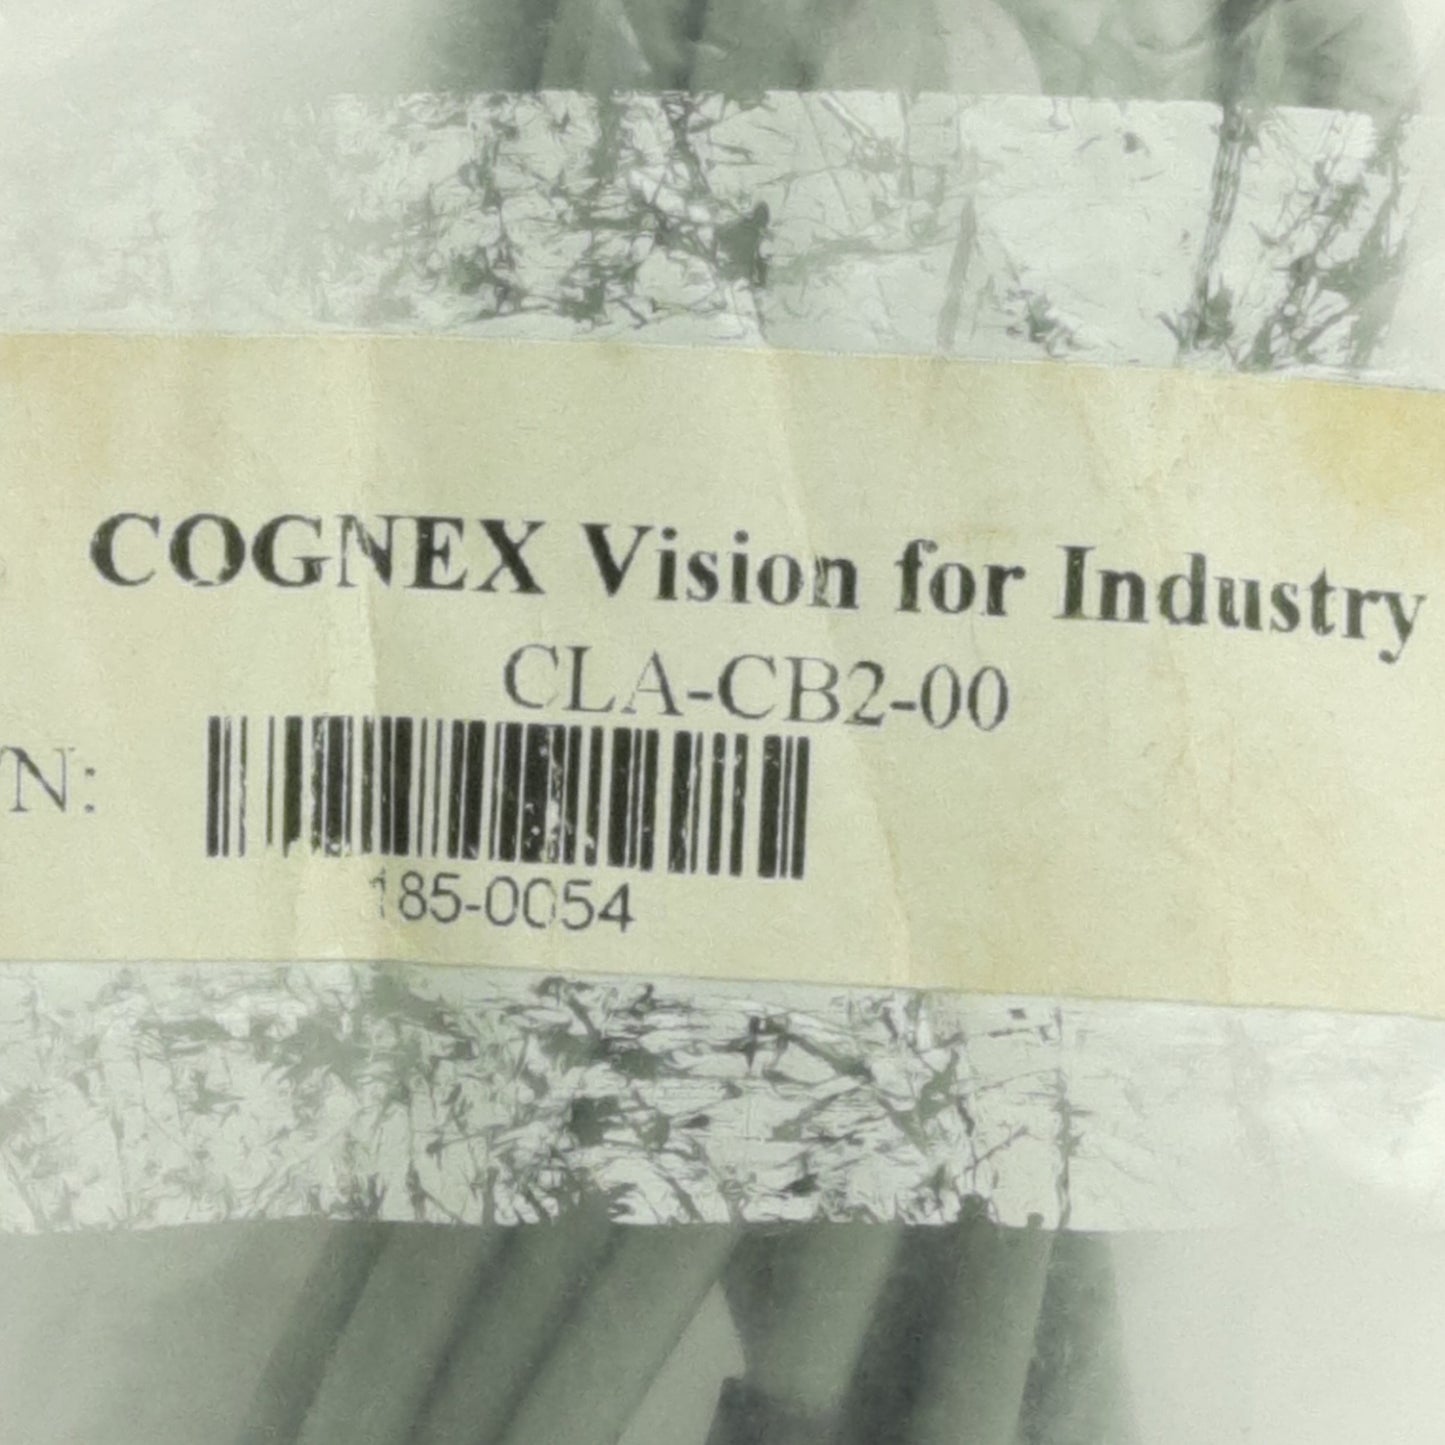 COGNEX Vision for Industry
CLA-CB2-00
/N:
185-0054